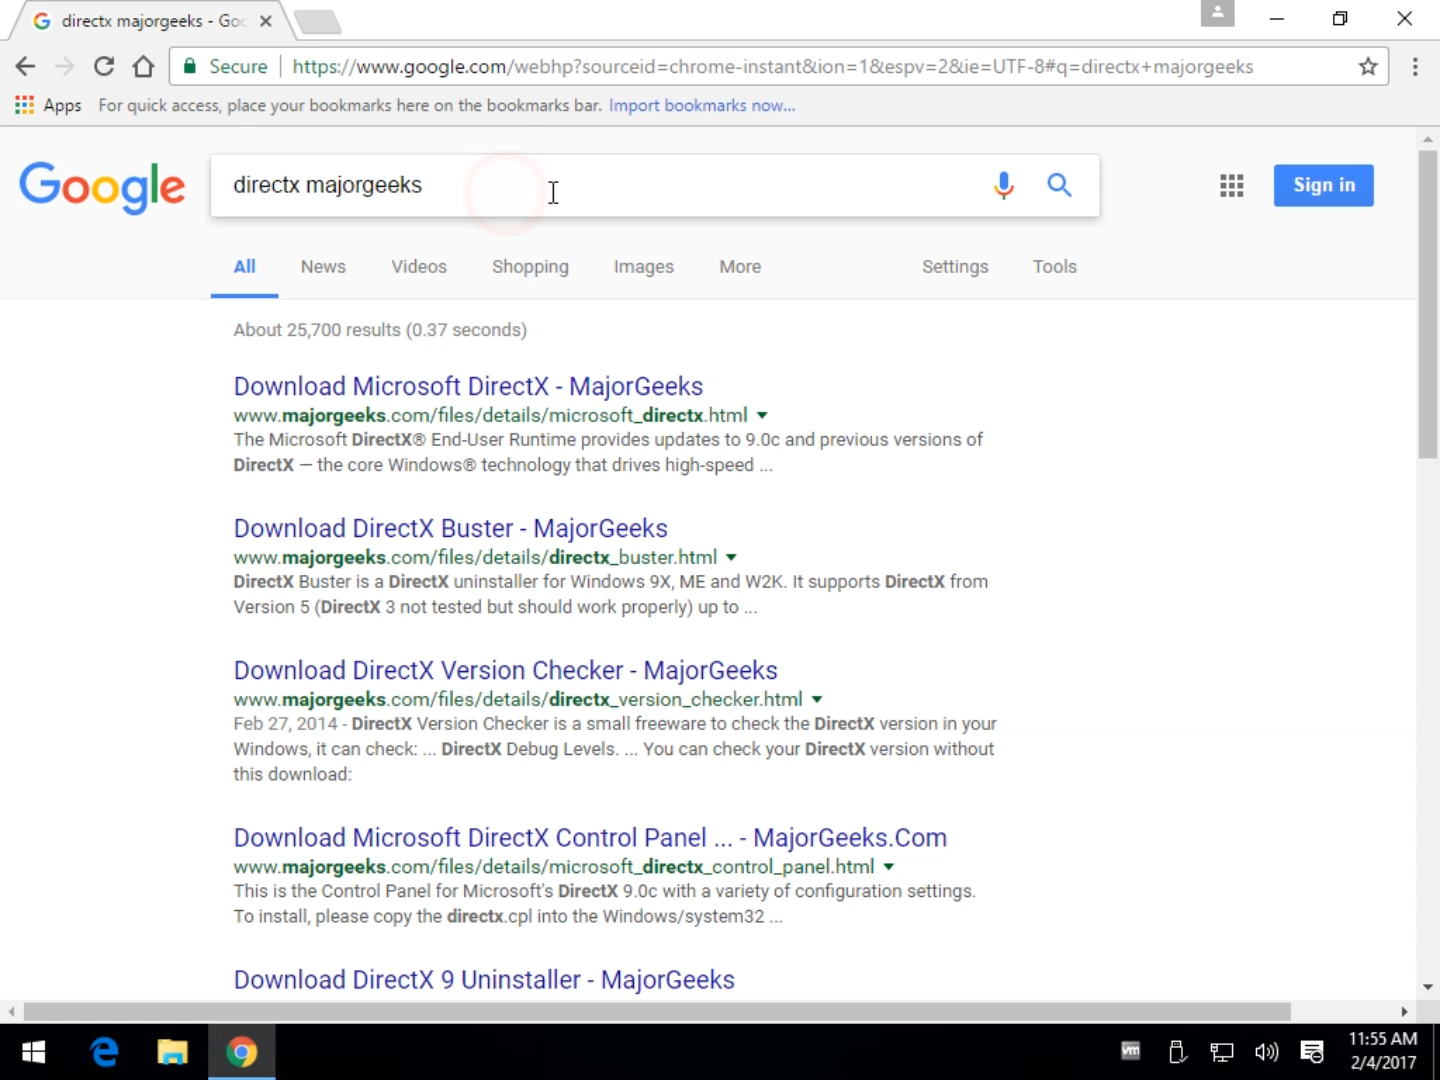 directx majorgeeks - Goo
Secure
https://www.google.com/webhp?sourceid=chrome-instant&ion=1&espv=2&ie=UTF-8#q=directx+majorgeeks
Apps
For quick access, place your bookmarks here on the bookmarks bar. Import bookmarks now...
Google
directx majorgeeks
Sign in
All
News
Videos
Shopping
Images
More
Settings
Tools
About 25,700 results (0.37 seconds)
Download Microsoft DirectX - MajorGeeks
www.majorgeeks.com/files/details/microsoft_directx.html
The Microsoft DirectX® End-User Runtime provides updates to 9.0c and previous versions of
DirectX — the core Windows® technology that drives high-speed ...
Download DirectX Buster - MajorGeeks
www.majorgeeks.com/files/details/directx_buster.html
DirectX Buster is a DirectX uninstaller for Windows 9X, ME and W2K. It supports DirectX from
Version 5 (DirectX 3 not tested but should work properly) up to ...
Download DirectX Version Checker - MajorGeeks
www.majorgeeks.com/files/details/directx_version_checker.html
Feb 27, 2014 - DirectX Version Checker is a small freeware to check the DirectX version in your
Windows, it can check: ... DirectX Debug Levels. ... You can check your DirectX version without
this download:
Download Microsoft DirectX Control Panel ... - MajorGeeks.Com
www.majorgeeks.com/files/details/microsoft_directx_control_panel.html
This is the Control Panel for Microsoft's DirectX 9.0c with a variety of configuration settings.
To install, please copy the directx.cpl into the Windows/system32 ...
Download DirectX 9 Uninstaller - MajorGeeks
vm
11:55 AM
2/4/2017